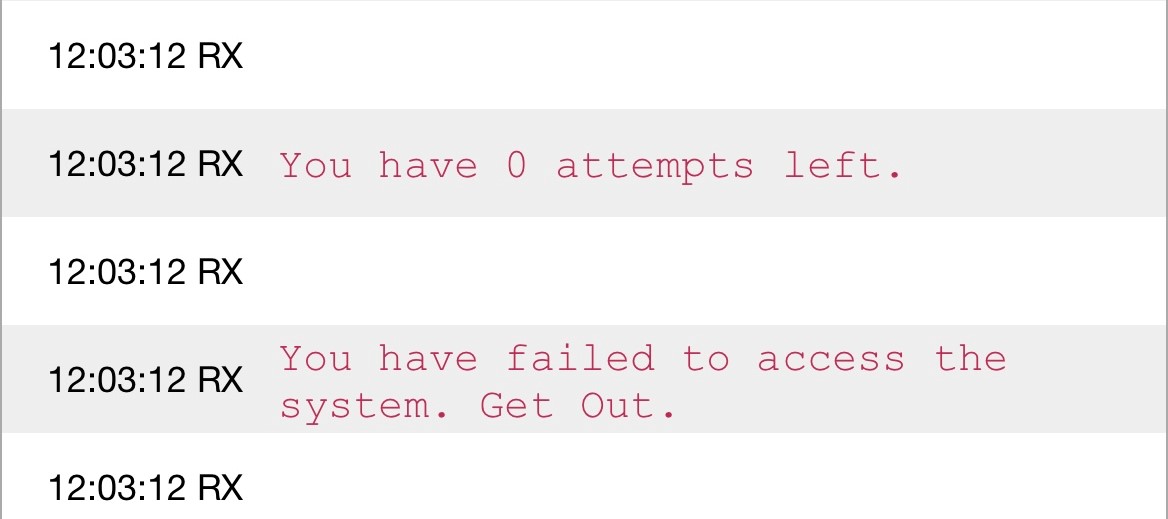 12:03:12 RX
12:03:12 RX You have 0 attempts left.
12:03:12 RX
12:03:12 RX You have failed to access the
system. Get Out.
12:03:12 RX